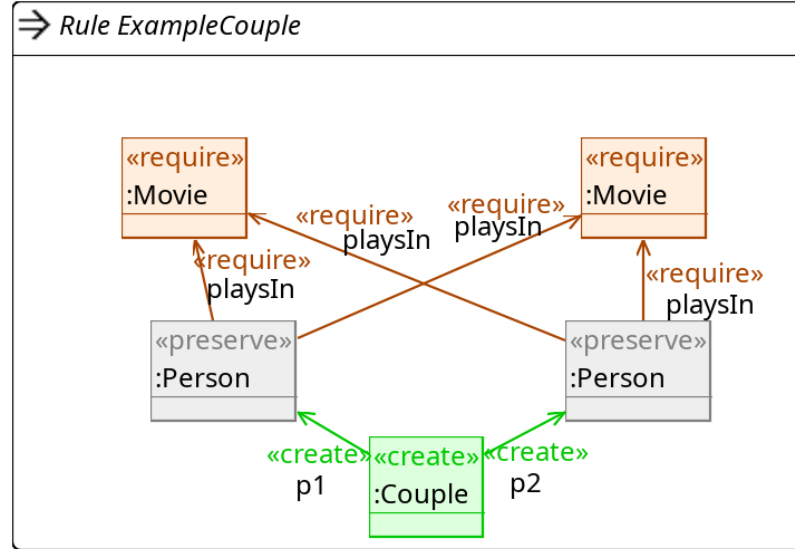 Rule ExampleCouple
«require»
:Movie
«require»
:Movie
«require»
playsIn
«require»
playsIn
«require»
playsIn
«require»
playsIn
«preserve»
:Person
«preserve»
:Person
«create»
p1
«create»
:Couple
«create»
p2